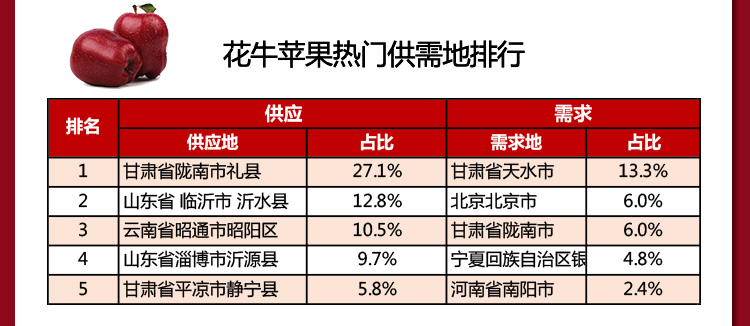 花牛苹果热门供需地排行
排名 供应 需求
供应地 占比 需求地 占比
1 甘肃省陇南市礼县 27.1% 甘肃省天水市 13.3%
2 山东省 临沂市 沂水县 12.8% 北京北京市 6.0%
3 云南省昭通市昭阳区 10.5% 甘肃省陇南市 6.0%
4 山东省淄博市沂源县 9.7% 宁夏回族自治区银 4.8%
5 甘肃省平凉市静宁县 5.8% 河南省南阳市 2.4%